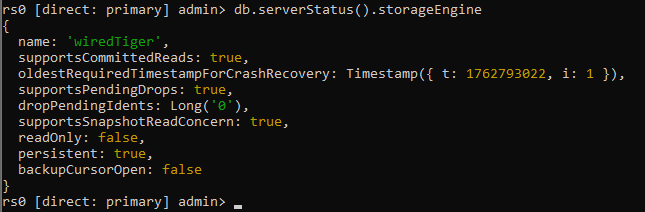 rs0 [direct: primary] admin> db.serverStatus().storageEngine
{
  name: 'wiredTiger',
  supportsCommittedReads: true,
  oldestRequiredTimestampForCrashRecovery: Timestamp({ t: 1762793022, i: 1 }),
  supportsPendingDrops: true,
  dropPendingIdents: Long('0'),
  supportsSnapshotReadConcern: true,
  readOnly: false,
  persistent: true,
  backupCursorOpen: false
}
rs0 [direct: primary] admin>